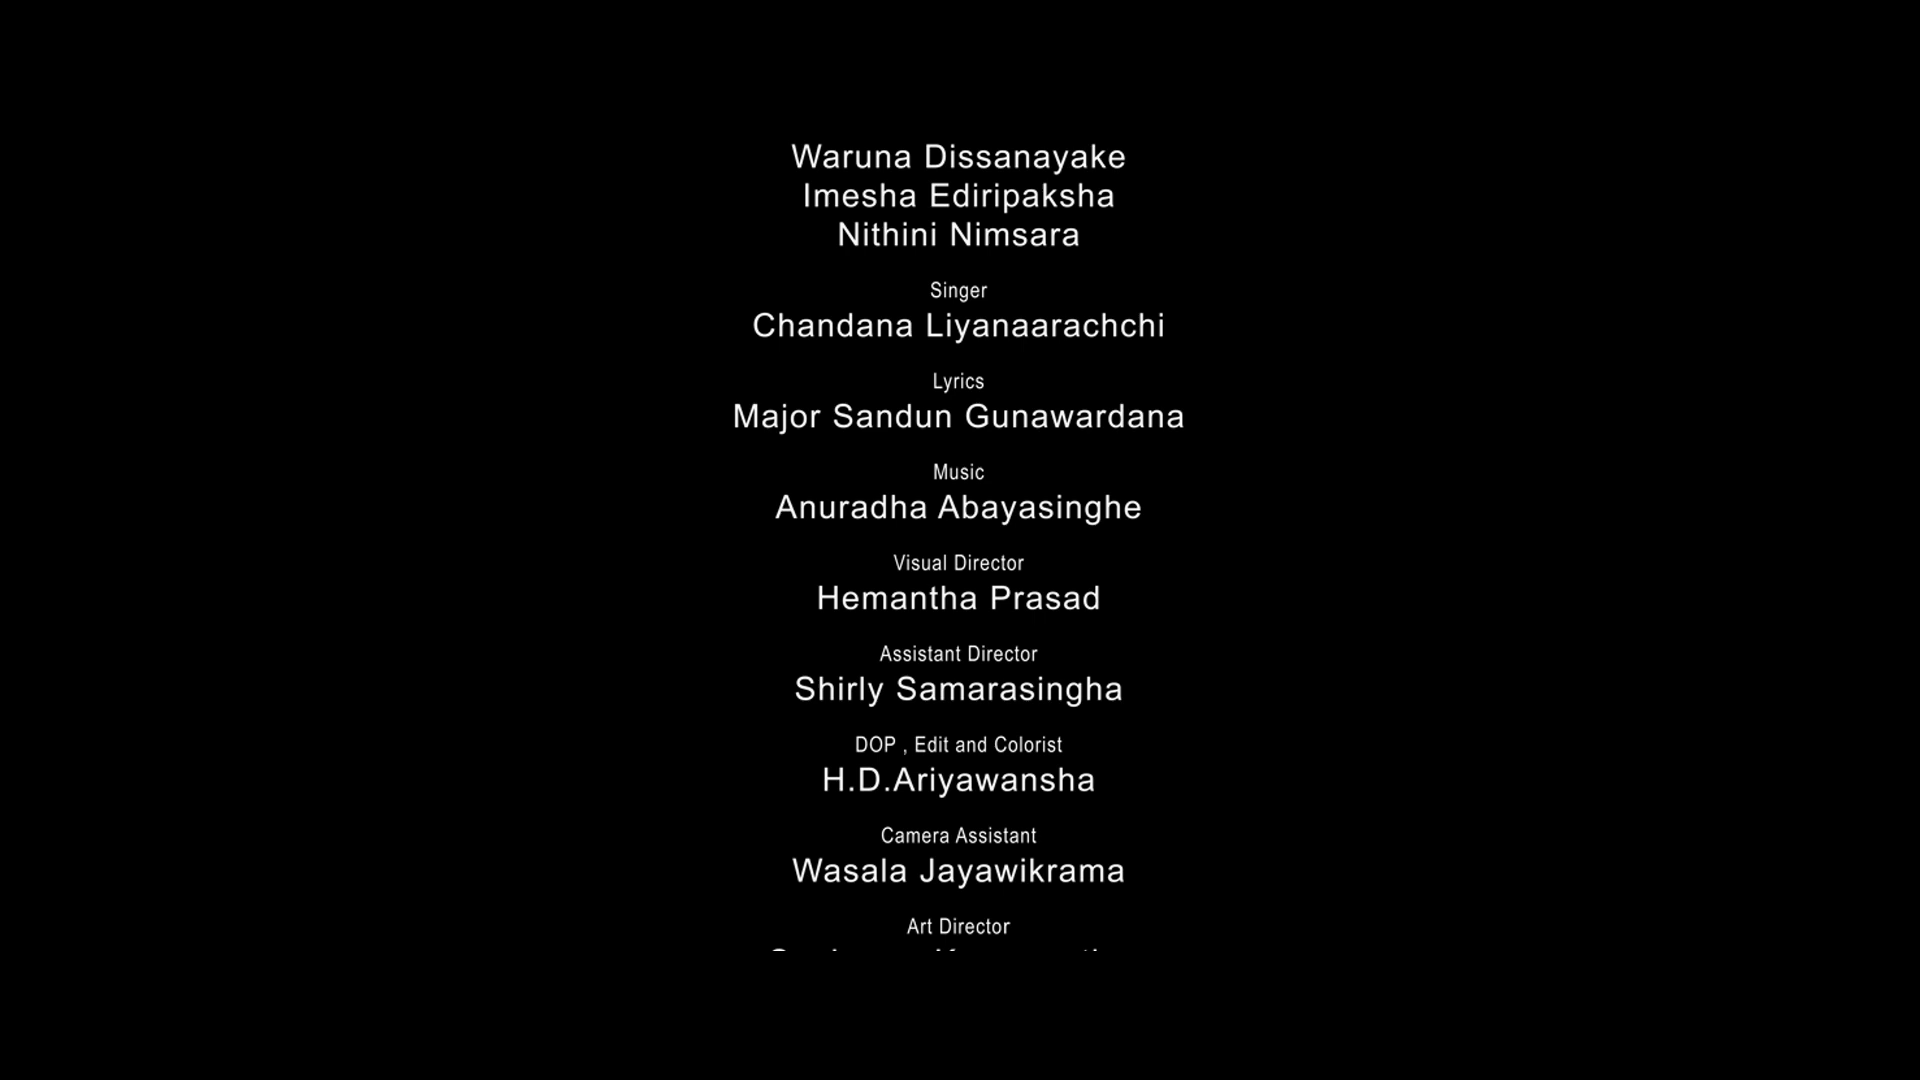 Waruna Dissanayake
Imesha Ediripaksha
Nithini Nimsara
Singer
Chandana Liyanaarachchi
Lyrics
Major Sandun Gunawardana
Music
Anuradha Abayasinghe
Visual Director
Hemantha Prasad
Assistant Director
Shirly Samarasingha
DOP , Edit and Colorist
H.D.Ariyawansha
Camera Assistant
Wasala Jayawikrama
Art Director